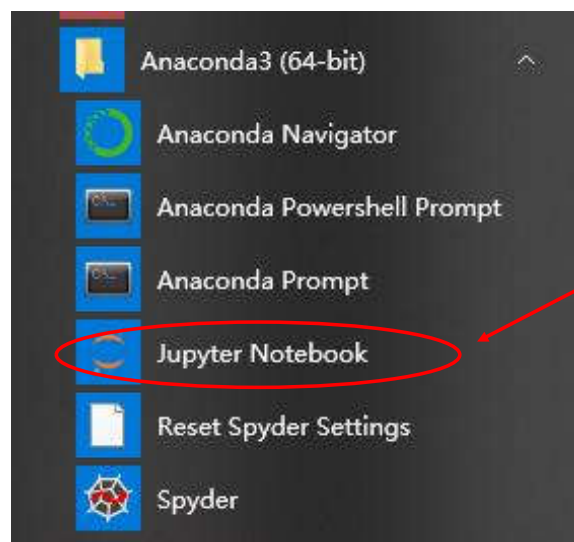 Anaconda3 (64-bit)
Anaconda Navigator
Anaconda Powershell Prompt
Anaconda Prompt
Jupyter Notebook
Reset Spyder Settings
Spyder